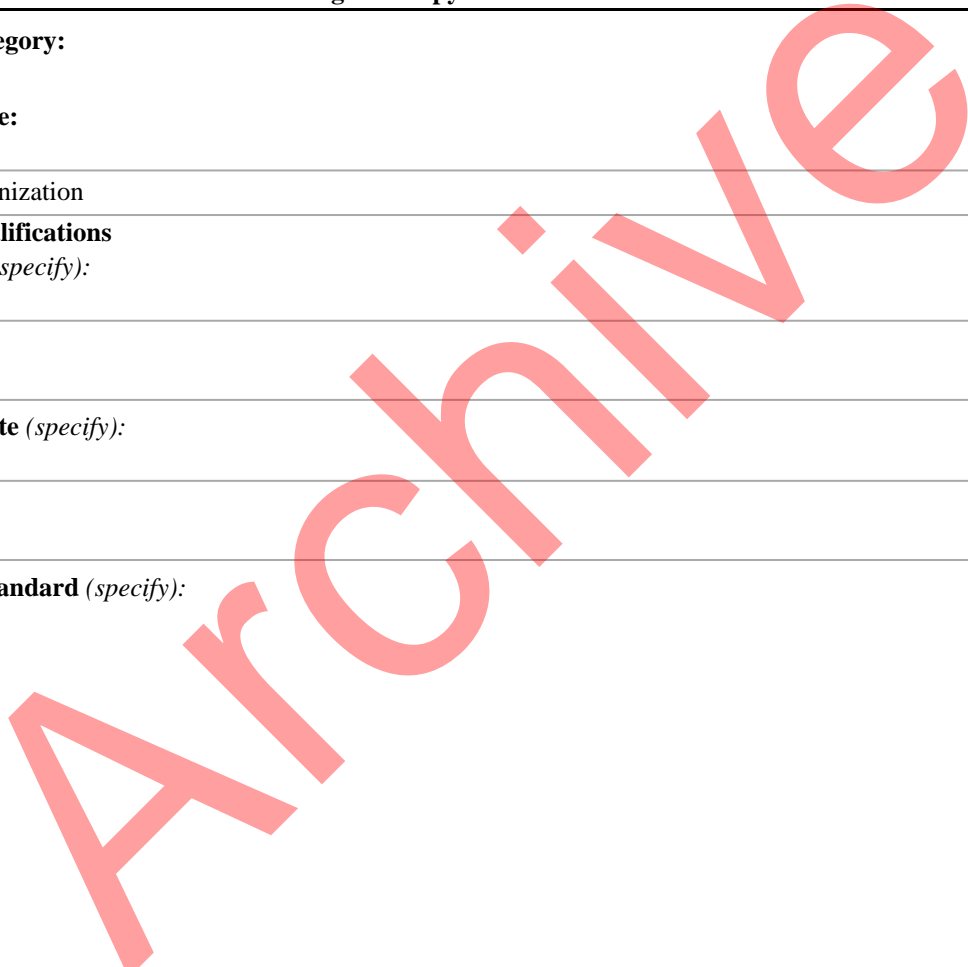 egory:
e:
nization
lifications
specify):
te (specify):
andard (specify):
Archive